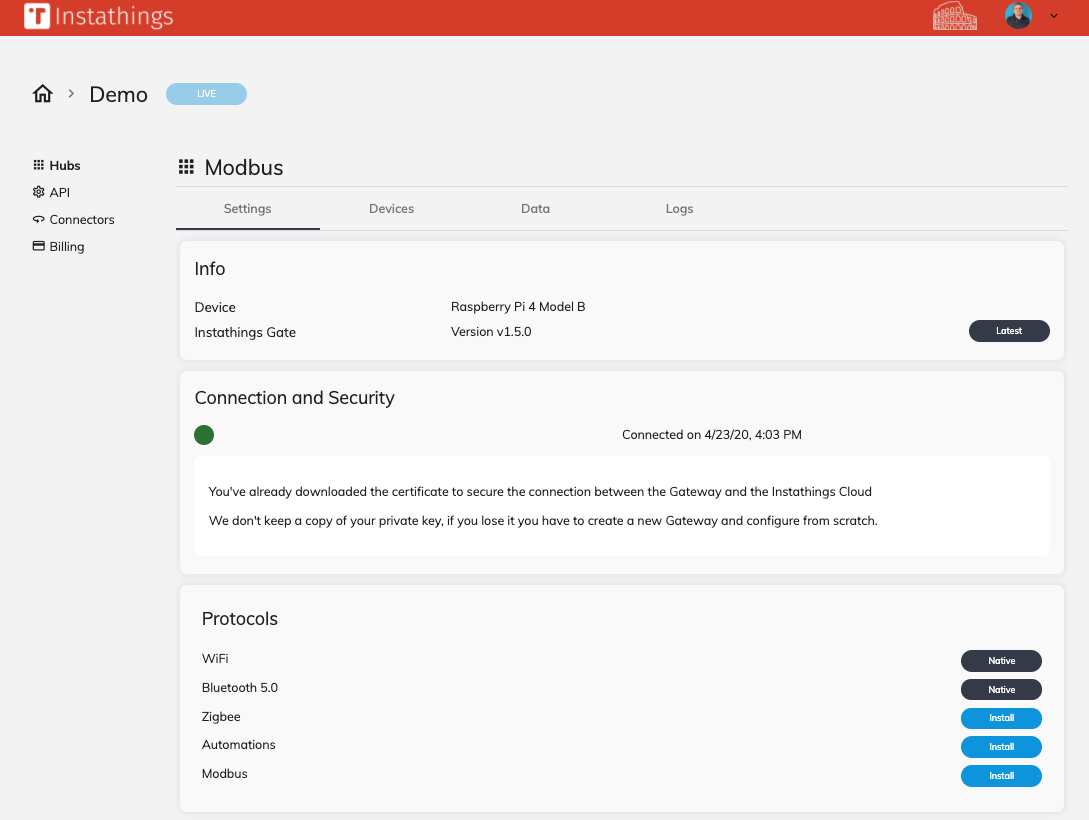 Instathings
Demo LIVE
Hubs
API
Connectors
Billing
Modbus
Settings Devices Data Logs
Info
Device Raspberry Pi 4 Model B
Instathings Gate Version v1.5.0 Latest
Connection and Security
Connected on 4/23/20, 4:03 PM
You've already downloaded the certificate to secure the connection between the Gateway and the Instathings Cloud
We don't keep a copy of your private key, if you lose it you have to create a new Gateway and configure from scratch.
Protocols
WiFi Native
Bluetooth 5.0 Native
Zigbee Install
Automations Install
Modbus Install